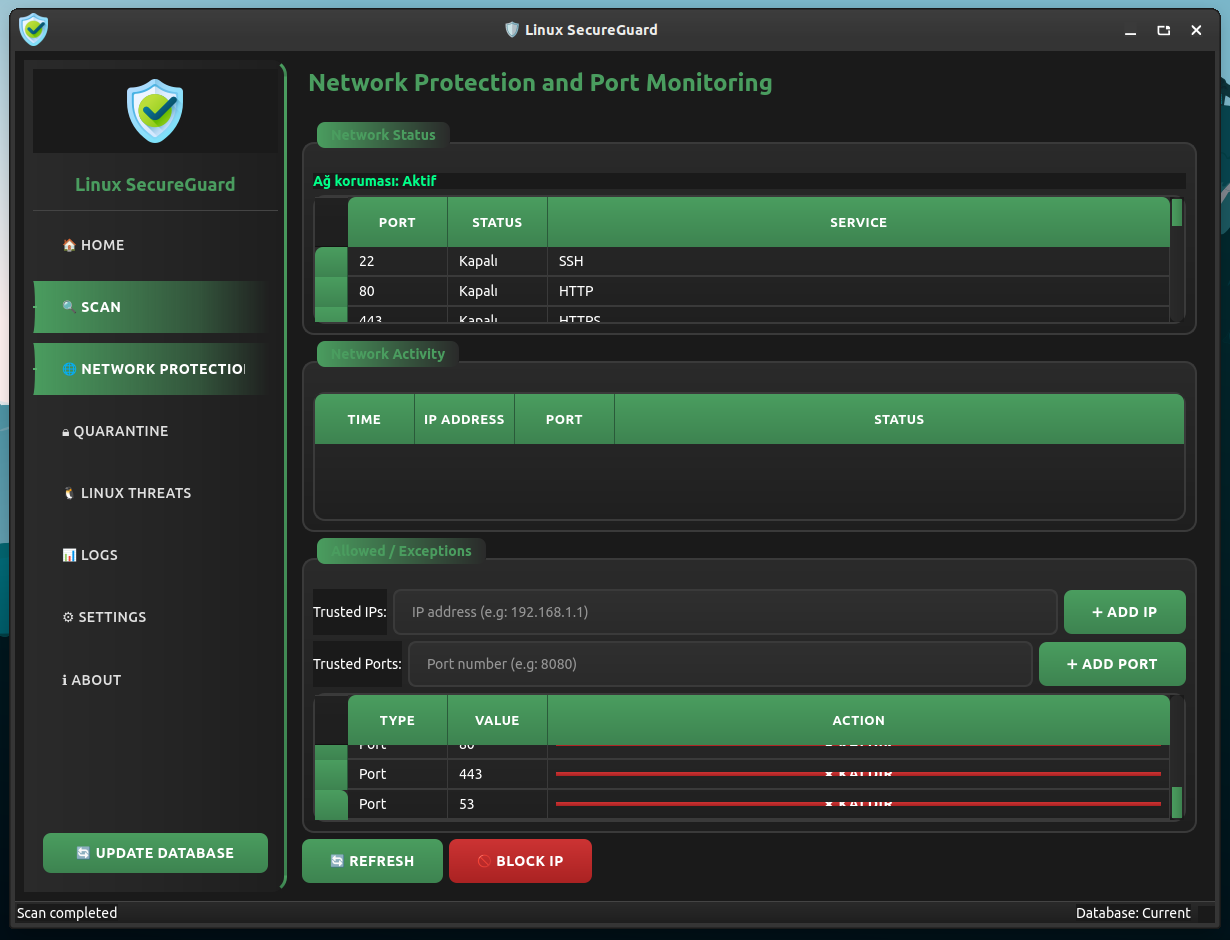 Linux SecureGuard
Linux SecureGuard
HOME
SCAN
NETWORK PROTECTIO
QUARANTINE
LINUX THREATS
LOGS
SETTINGS
ABOUT
UPDATE DATABASE
Network Protection and Port Monitoring
Network Status
Ağ koruması: Aktif
PORT STATUS SERVICE
22 Kapalı SSH
80 Kapalı HTTP
443 Kapalı HTTPS
Network Activity
TIME IP ADDRESS PORT STATUS
Allowed / Exceptions
Trusted IPs: IP address (e.g: 192.168.1.1) + ADD IP
Trusted Ports: Port number (e.g: 8080) + ADD PORT
TYPE VALUE ACTION
Port 80
Port 443 KALDIR
Port 53 KALDIR
REFRESH BLOCK IP
Scan completed Database: Current